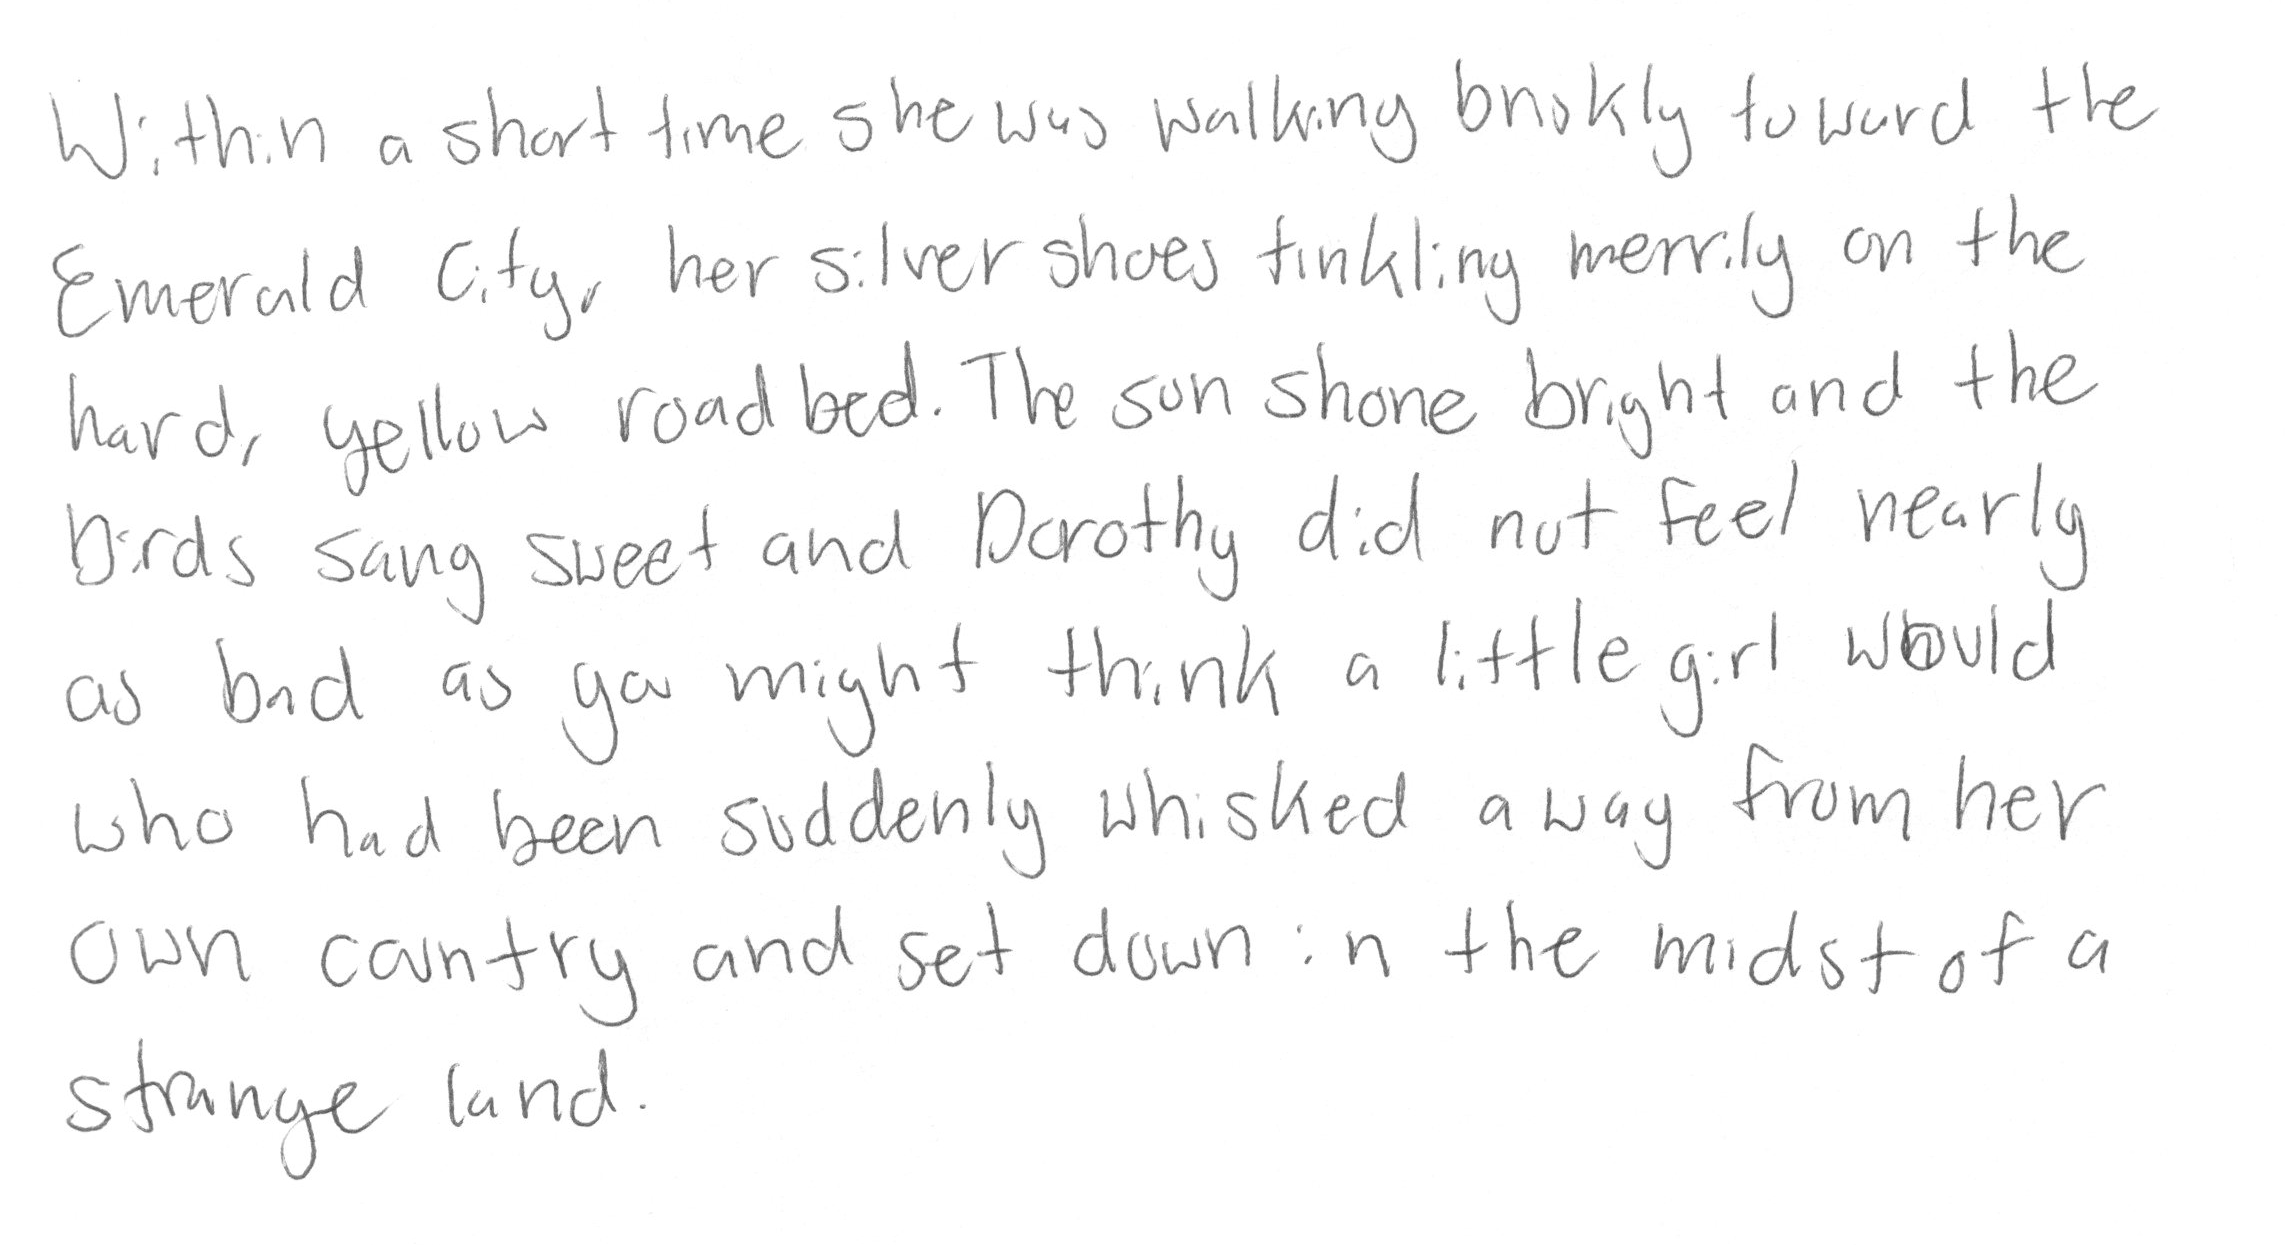 Within a short time she was walking briskly toward the
Emerald City, her silver shoes tinkling merrily on the
hard, yellow road bed. The sun shone bright and the
birds sang sweet and Dorothy did not feel nearly
as bad as you might think a little girl would
who had been suddenly whisked away from her
own country and set down in the midst of a
strange land.